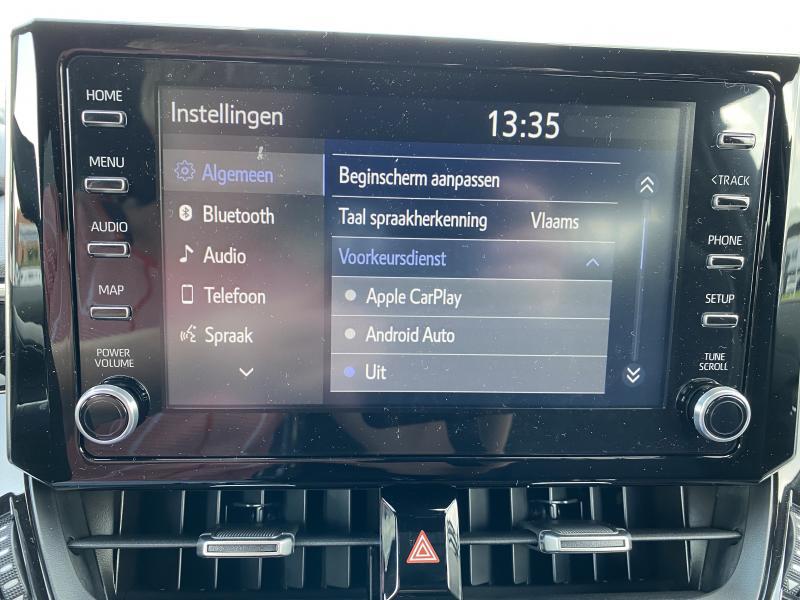 HOME
MENU
AUDIO
MAP
POWER
VOLUME
Instellingen
13:35
Algemeen
Bluetooth
Audio
Telefoon
Spraak
Beginscherm aanpassen
Taal spraakherkenning Vlaams
Voorkeursdienst
Apple CarPlay
Android Auto
Uit
<TRACK
PHONE
SETUP
TUNE
SCROLL